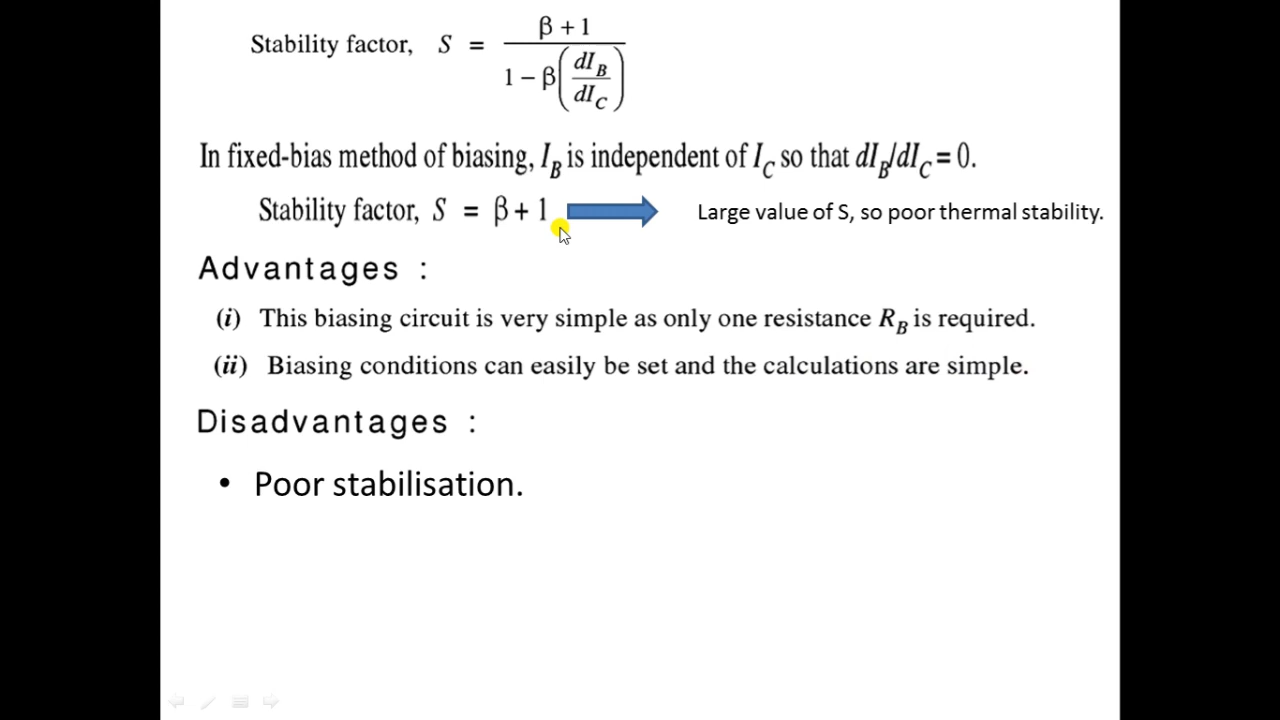 Stability factor, S = β + 1 / 1 − β(dI_B / dI_C)
In fixed-bias method of biasing, I_B is independent of I_C so that dI_B/dI_C = 0.
Stability factor, S = β + 1 Large value of S, so poor thermal stability.
Advantages :
(i) This biasing circuit is very simple as only one resistance R_B is required.
(ii) Biasing conditions can easily be set and the calculations are simple.
Disadvantages :
• Poor stabilisation.